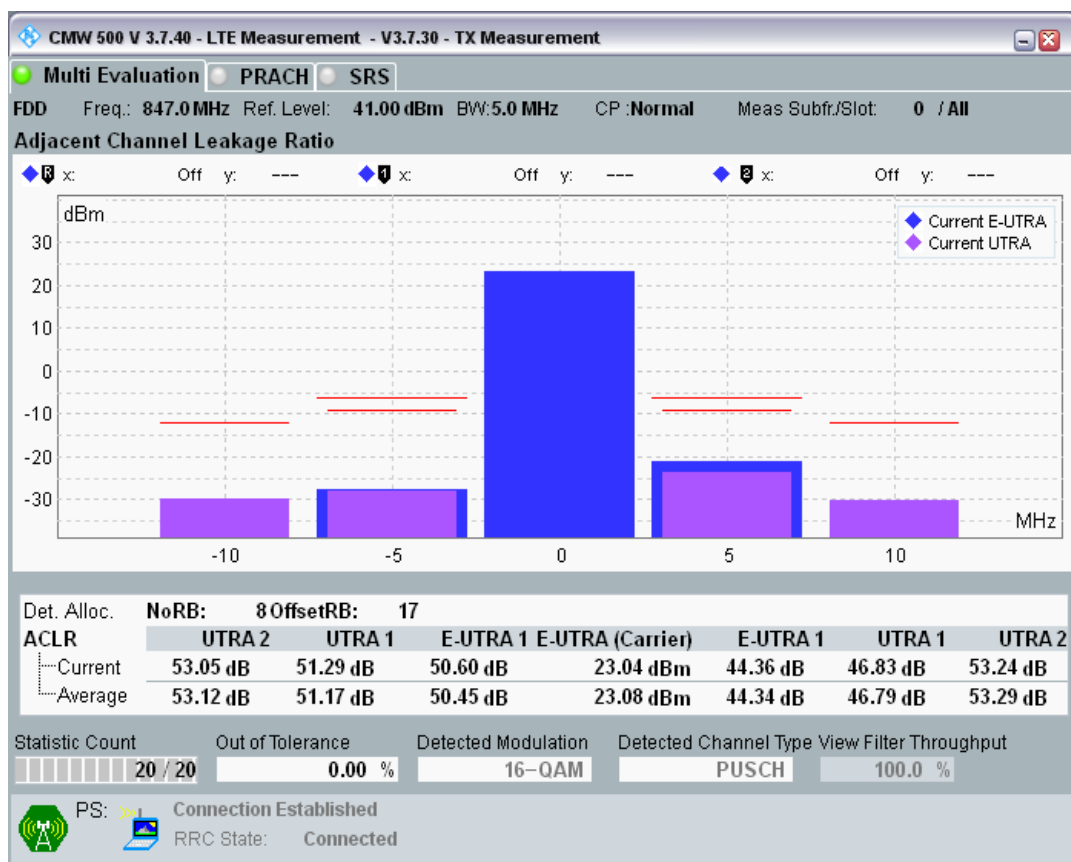 CMW 500 V 3.7.40 - LTE Measurement - V3.7.30 - TX Measurement
Multi Evaluation PRACH SRS
FDD Freq.: 847.0 MHz Ref. Level: 41.00 dBm BW:5.0 MHz CP :Normal Meas Subfr./Slot: 0 / All
Adjacent Channel Leakage Ratio
R x: Off y: --- 1 x: Off y: --- 2 x: Off y: ---
dBm
Current E-UTRA
Current UTRA
30
20
10
0
-10
-20
-30
MHz
-10 -5 0 5 10
Det. Alloc. NoRB: 8 OffsetRB: 17
ACLR UTRA 2 UTRA 1 E-UTRA 1 E-UTRA (Carrier) E-UTRA 1 UTRA 1 UTRA 2
Current 53.05 dB 51.29 dB 50.60 dB 23.04 dBm 44.36 dB 46.83 dB 53.24 dB
Average 53.12 dB 51.17 dB 50.45 dB 23.08 dBm 44.34 dB 46.79 dB 53.29 dB
Statistic Count Out of Tolerance Detected Modulation Detected Channel Type View Filter Throughput
20 / 20 0.00 % 16-QAM PUSCH 100.0 %
PS: Connection Established
RRC State: Connected